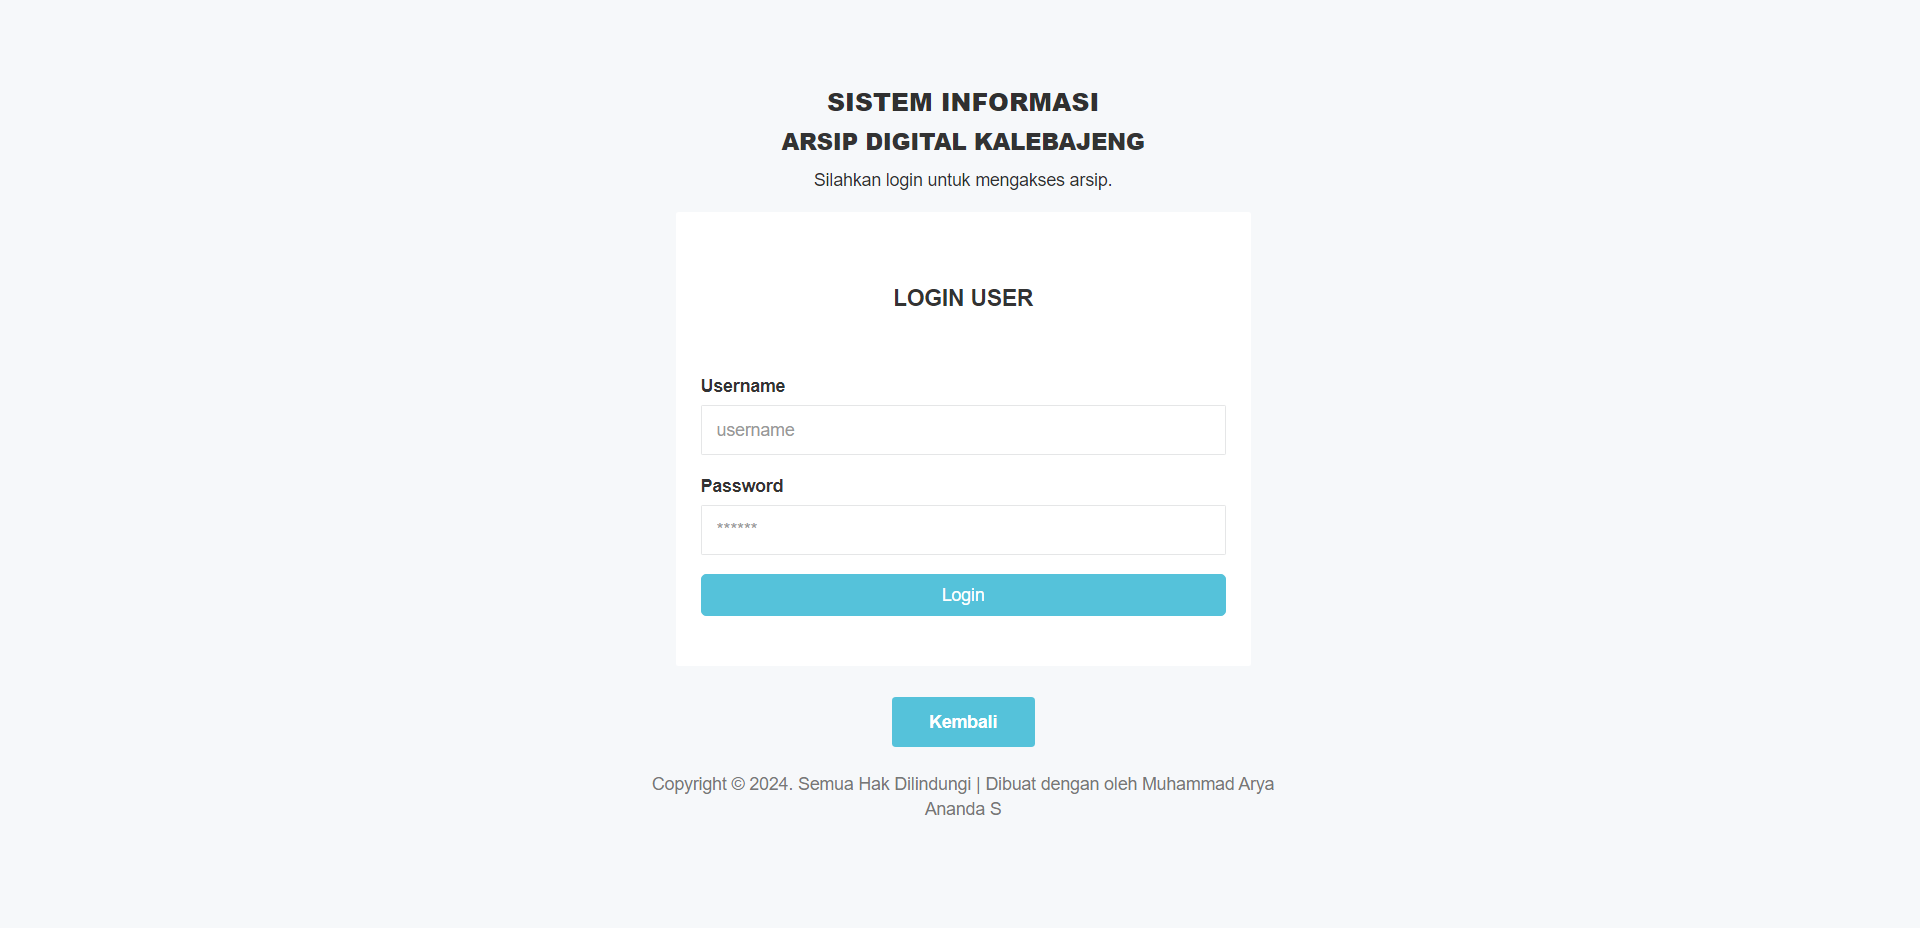 SISTEM INFORMASI
ARSIP DIGITAL KALEBAJENG
Silahkan login untuk mengakses arsip.
LOGIN USER
Username
username
Password
******
Login
Kembali
Copyright © 2024. Semua Hak Dilindungi | Dibuat dengan oleh Muhammad Arya
Ananda S